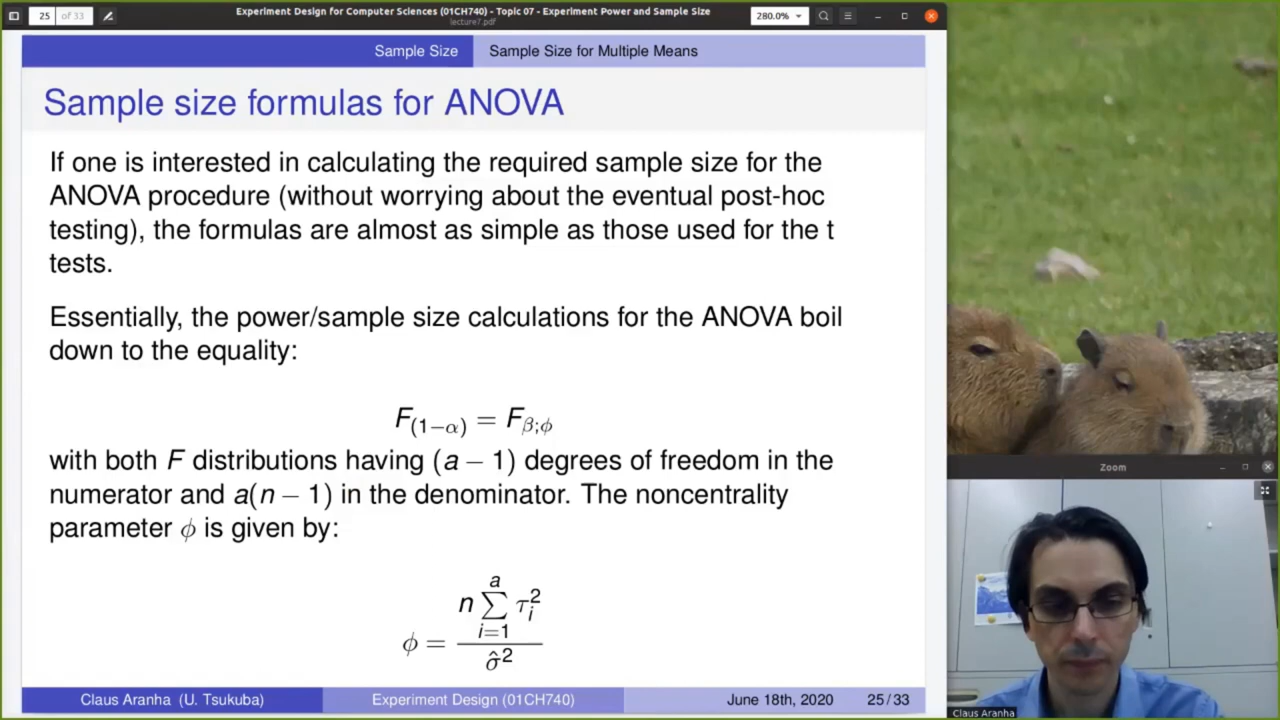 25 of 33
Experiment Design for Computer Sciences (01CH740) - Topic 07 - Experiment Power and Sample Size
lecture7.pdf
280.0%
Sample Size
Sample Size for Multiple Means
Sample size formulas for ANOVA
If one is interested in calculating the required sample size for the
ANOVA procedure (without worrying about the eventual post-hoc
testing), the formulas are almost as simple as those used for the t
tests.
Essentially, the power/sample size calculations for the ANOVA boil
down to the equality:
F(1−α) = Fβ;ϕ
with both F distributions having (a − 1) degrees of freedom in the
numerator and a(n − 1) in the denominator. The noncentrality
parameter ϕ is given by:
ϕ = n ∑ᵃᵢ₌₁ τᵢ² / σ̂²
Claus Aranha (U. Tsukuba)
Experiment Design (01CH740)
June 18th, 2020
25 / 33
Zoom
Claus Aranha